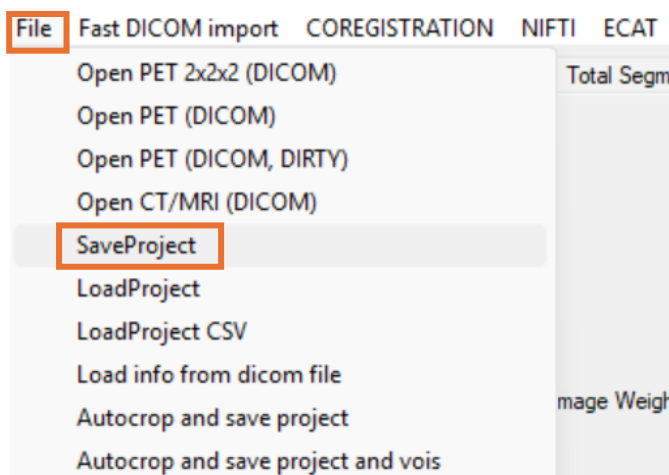 File Fast DICOM import COREGISTRATION NIFTI ECAT
Open PET 2x2x2 (DICOM)
Total Segm
Open PET (DICOM)
Open PET (DICOM, DIRTY)
Open CT/MRI (DICOM)
SaveProject
LoadProject
LoadProject CSV
Load info from dicom file
mage Weigh
Autocrop and save project
Autocrop and save project and vois